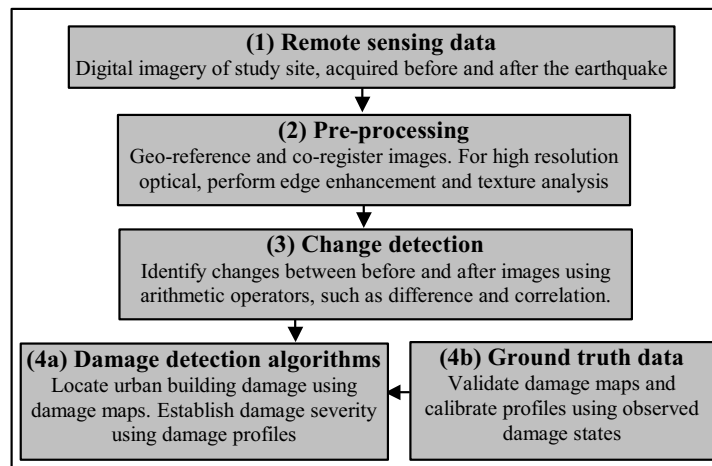 (1) Remote sensing data
Digital imagery of study site, acquired before and after the earthquake
(2) Pre-processing
Geo-reference and co-register images. For high resolution
optical, perform edge enhancement and texture analysis
(3) Change detection
Identify changes between before and after images using
arithmetic operators, such as difference and correlation.
(4a) Damage detection algorithms
Locate urban building damage using
damage maps. Establish damage severity
using damage profiles
(4b) Ground truth data
Validate damage maps and
calibrate profiles using observed
damage states